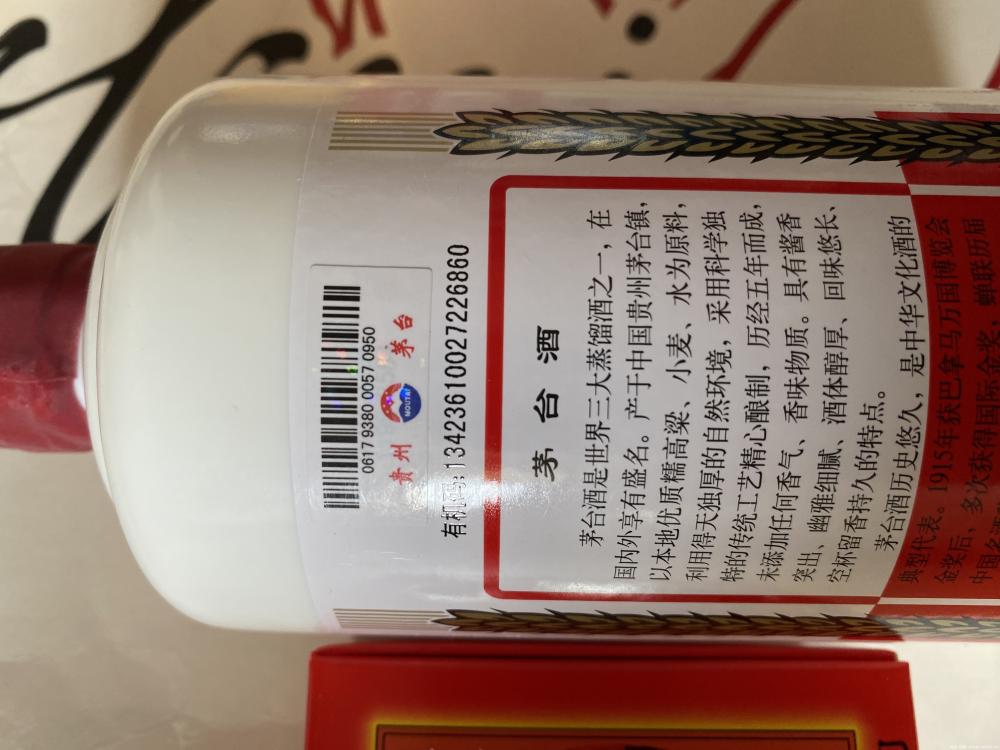 0617 9380 0057 0950
贵州
MOUTAI
茅台
有机码:13423610027226860
茅台酒
茅台酒是世界三大蒸馏酒之一,在
国内外享有盛名。产于中国贵州茅台镇,
以本地优质糯高粱、小麦、水为原料,
利用得天独厚的自然环境,采用科学独
特的传统工艺精心酿制,历经五年而成,
未添加任何香气、香味物质。具有酱香
突出、幽雅细腻、酒体醇厚、回味悠长、
空杯留香持久的特点。
茅台酒历史悠久,是中华文化酒的
典型代表。1915年获巴拿马万国博览会
金奖后,多次获得国际金奖,蝉联历届